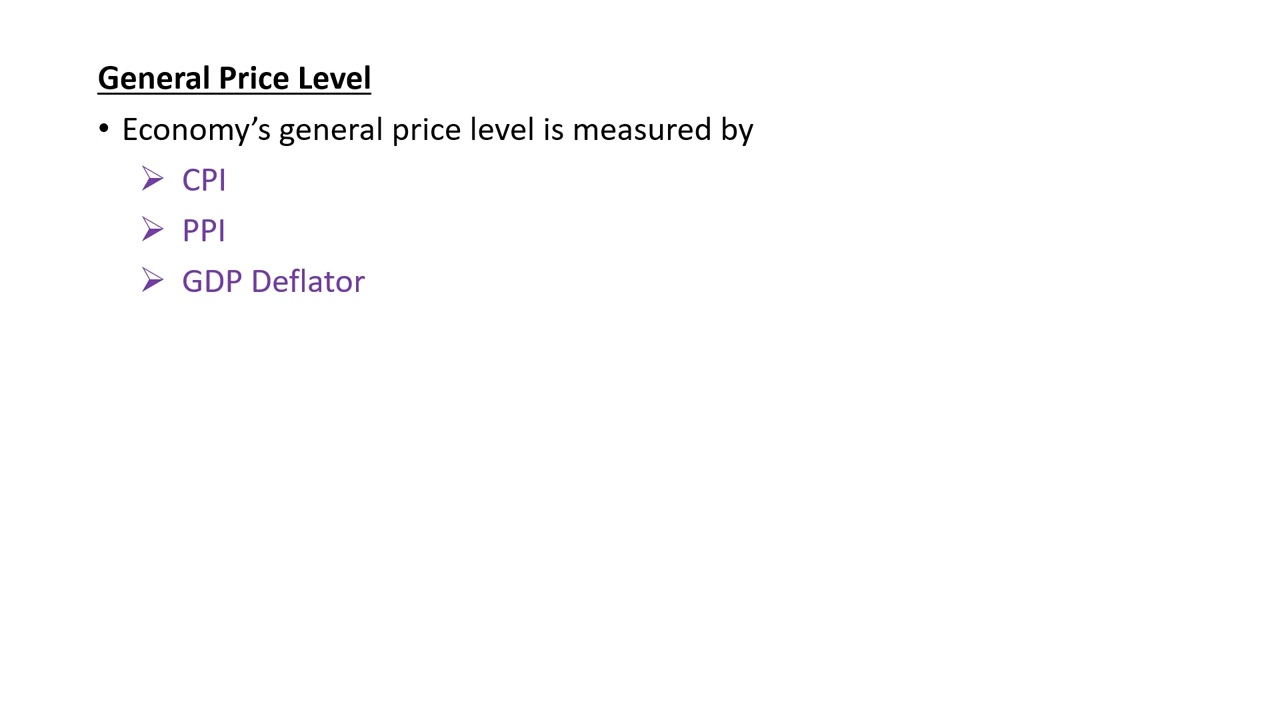 General Price Level
• Economy’s general price level is measured by
➢ CPI
➢ PPI
➢ GDP Deflator